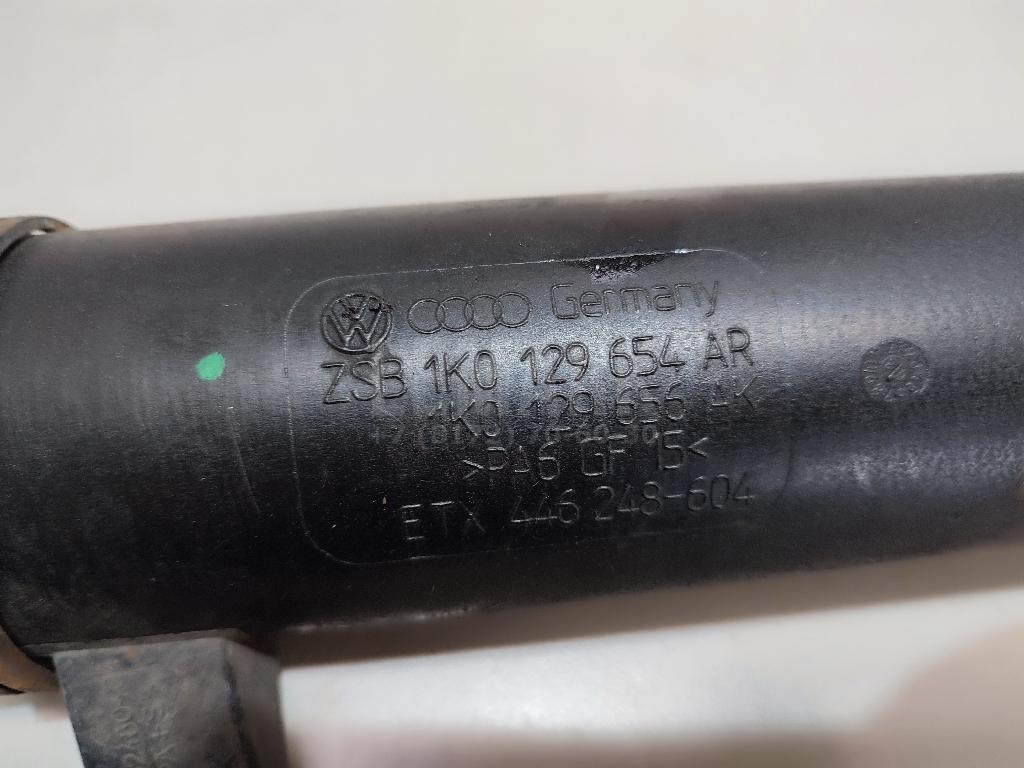 Germany
ZSB 1K0 129 654 AR
1K0 129 656 AK
>PA6 GF 15<
ETX 446 248-604